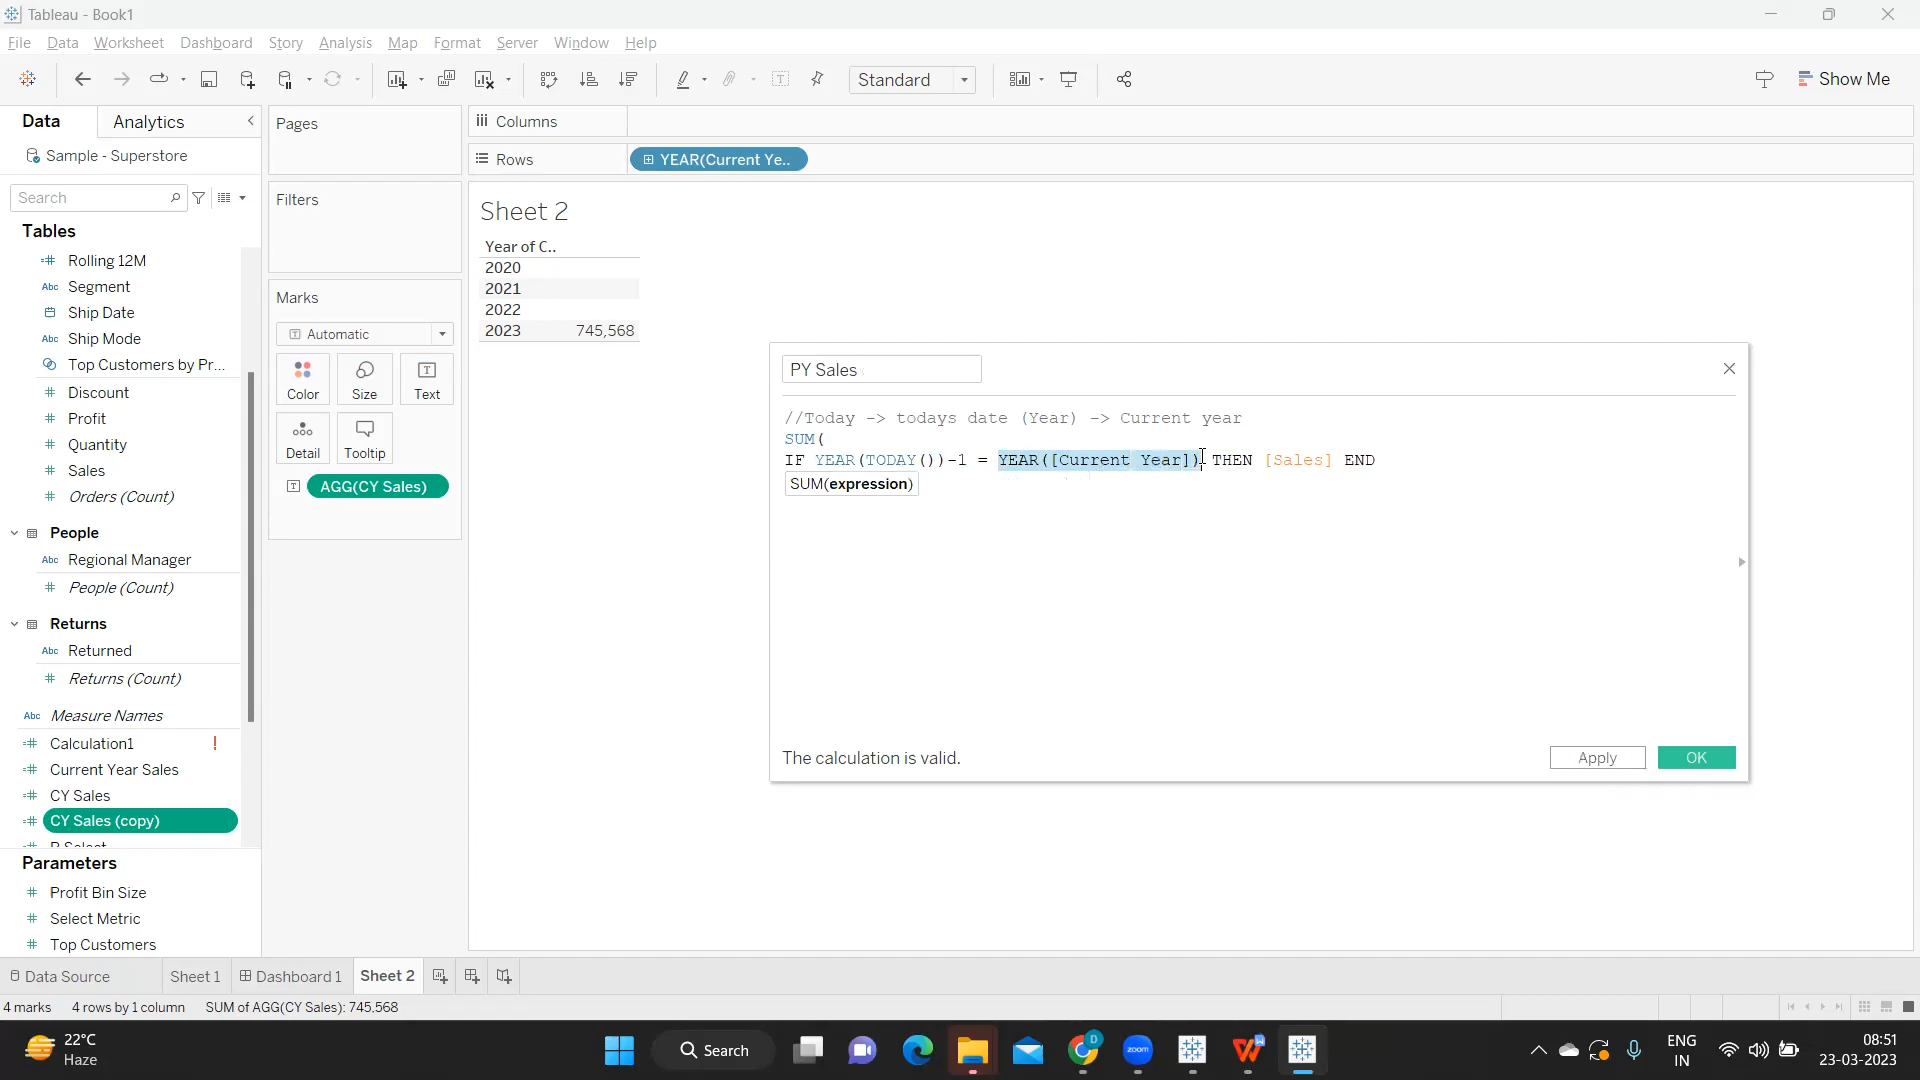 Tableau - Book1
File Data Worksheet Dashboard Story Analysis Map Format Server Window Help
Standard
Show Me
Data Analytics
Sample - Superstore
Search
Tables
Rolling 12M
Abc Segment
Ship Date
Abc Ship Mode
Top Customers by Pr...
Discount
Profit
Quantity
Sales
Orders (Count)
People
Abc Regional Manager
People (Count)
Returns
Abc Returned
Returns (Count)
Abc Measure Names
Calculation1 !
Current Year Sales
CY Sales
CY Sales (copy)
Parameters
Profit Bin Size
Select Metric
Top Customers
Pages
Filters
Marks
Automatic
Color Size Text
Detail Tooltip
AGG(CY Sales)
Columns
Rows YEAR(Current Ye..
Sheet 2
Year of C..
2020
2021
2022
2023 745,568
PY Sales
//Today -> todays date (Year) -> Current year
SUM(
IF YEAR(TODAY())-1 = YEAR([Current Year]) THEN [Sales] END
SUM(expression)
The calculation is valid.
Apply OK
Data Source Sheet 1 Dashboard 1 Sheet 2
4 marks 4 rows by 1 column SUM of AGG(CY Sales): 745,568
22°C
Haze
Search
D
zoom
W
ENG
IN
08:51
23-03-2023